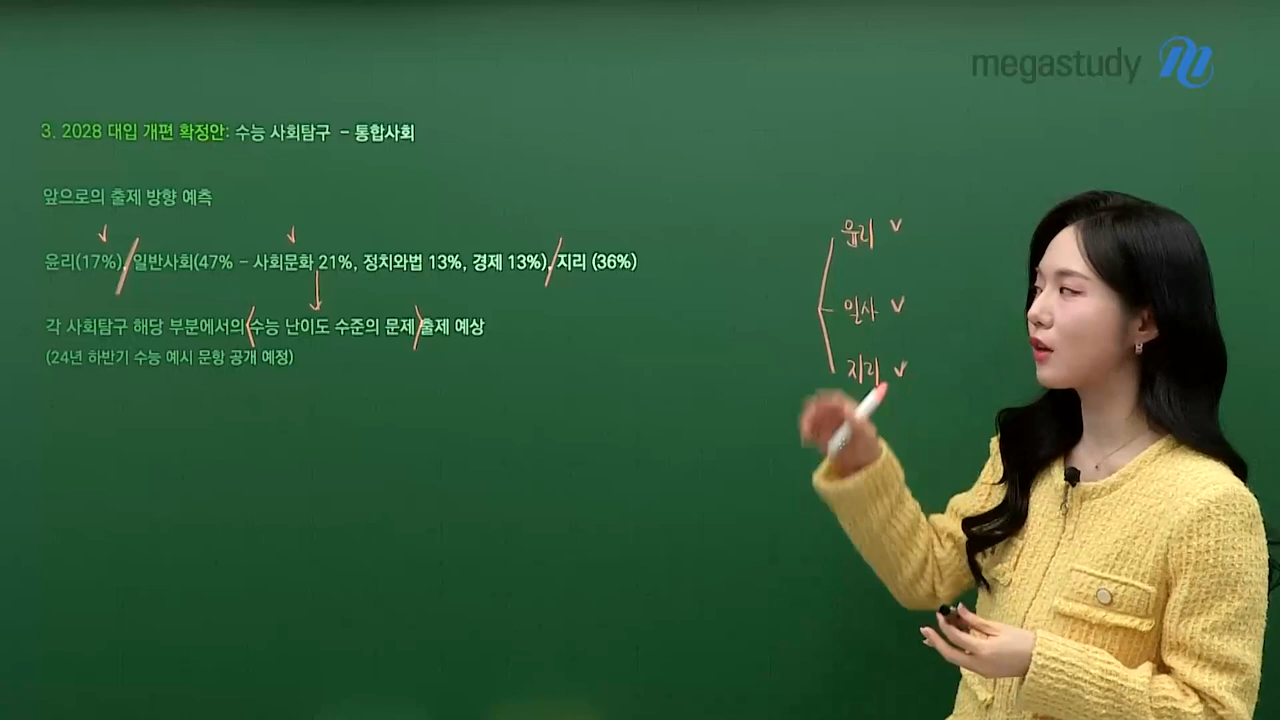 megastudy
3. 2028 대입 개편 확정안: 수능 사회탐구 - 통합사회
앞으로의 출제 방향 예측
윤리(17%), 일반사회(47% - 사회문화 21%, 정치와법 13%, 경제 13%), 지리 (36%)
각 사회탐구 해당 부분에서의 수능 난이도 수준의 문제 출제 예상
(24년 하반기 수능 예시 문항 공개 예정)
윤리
일사
지리